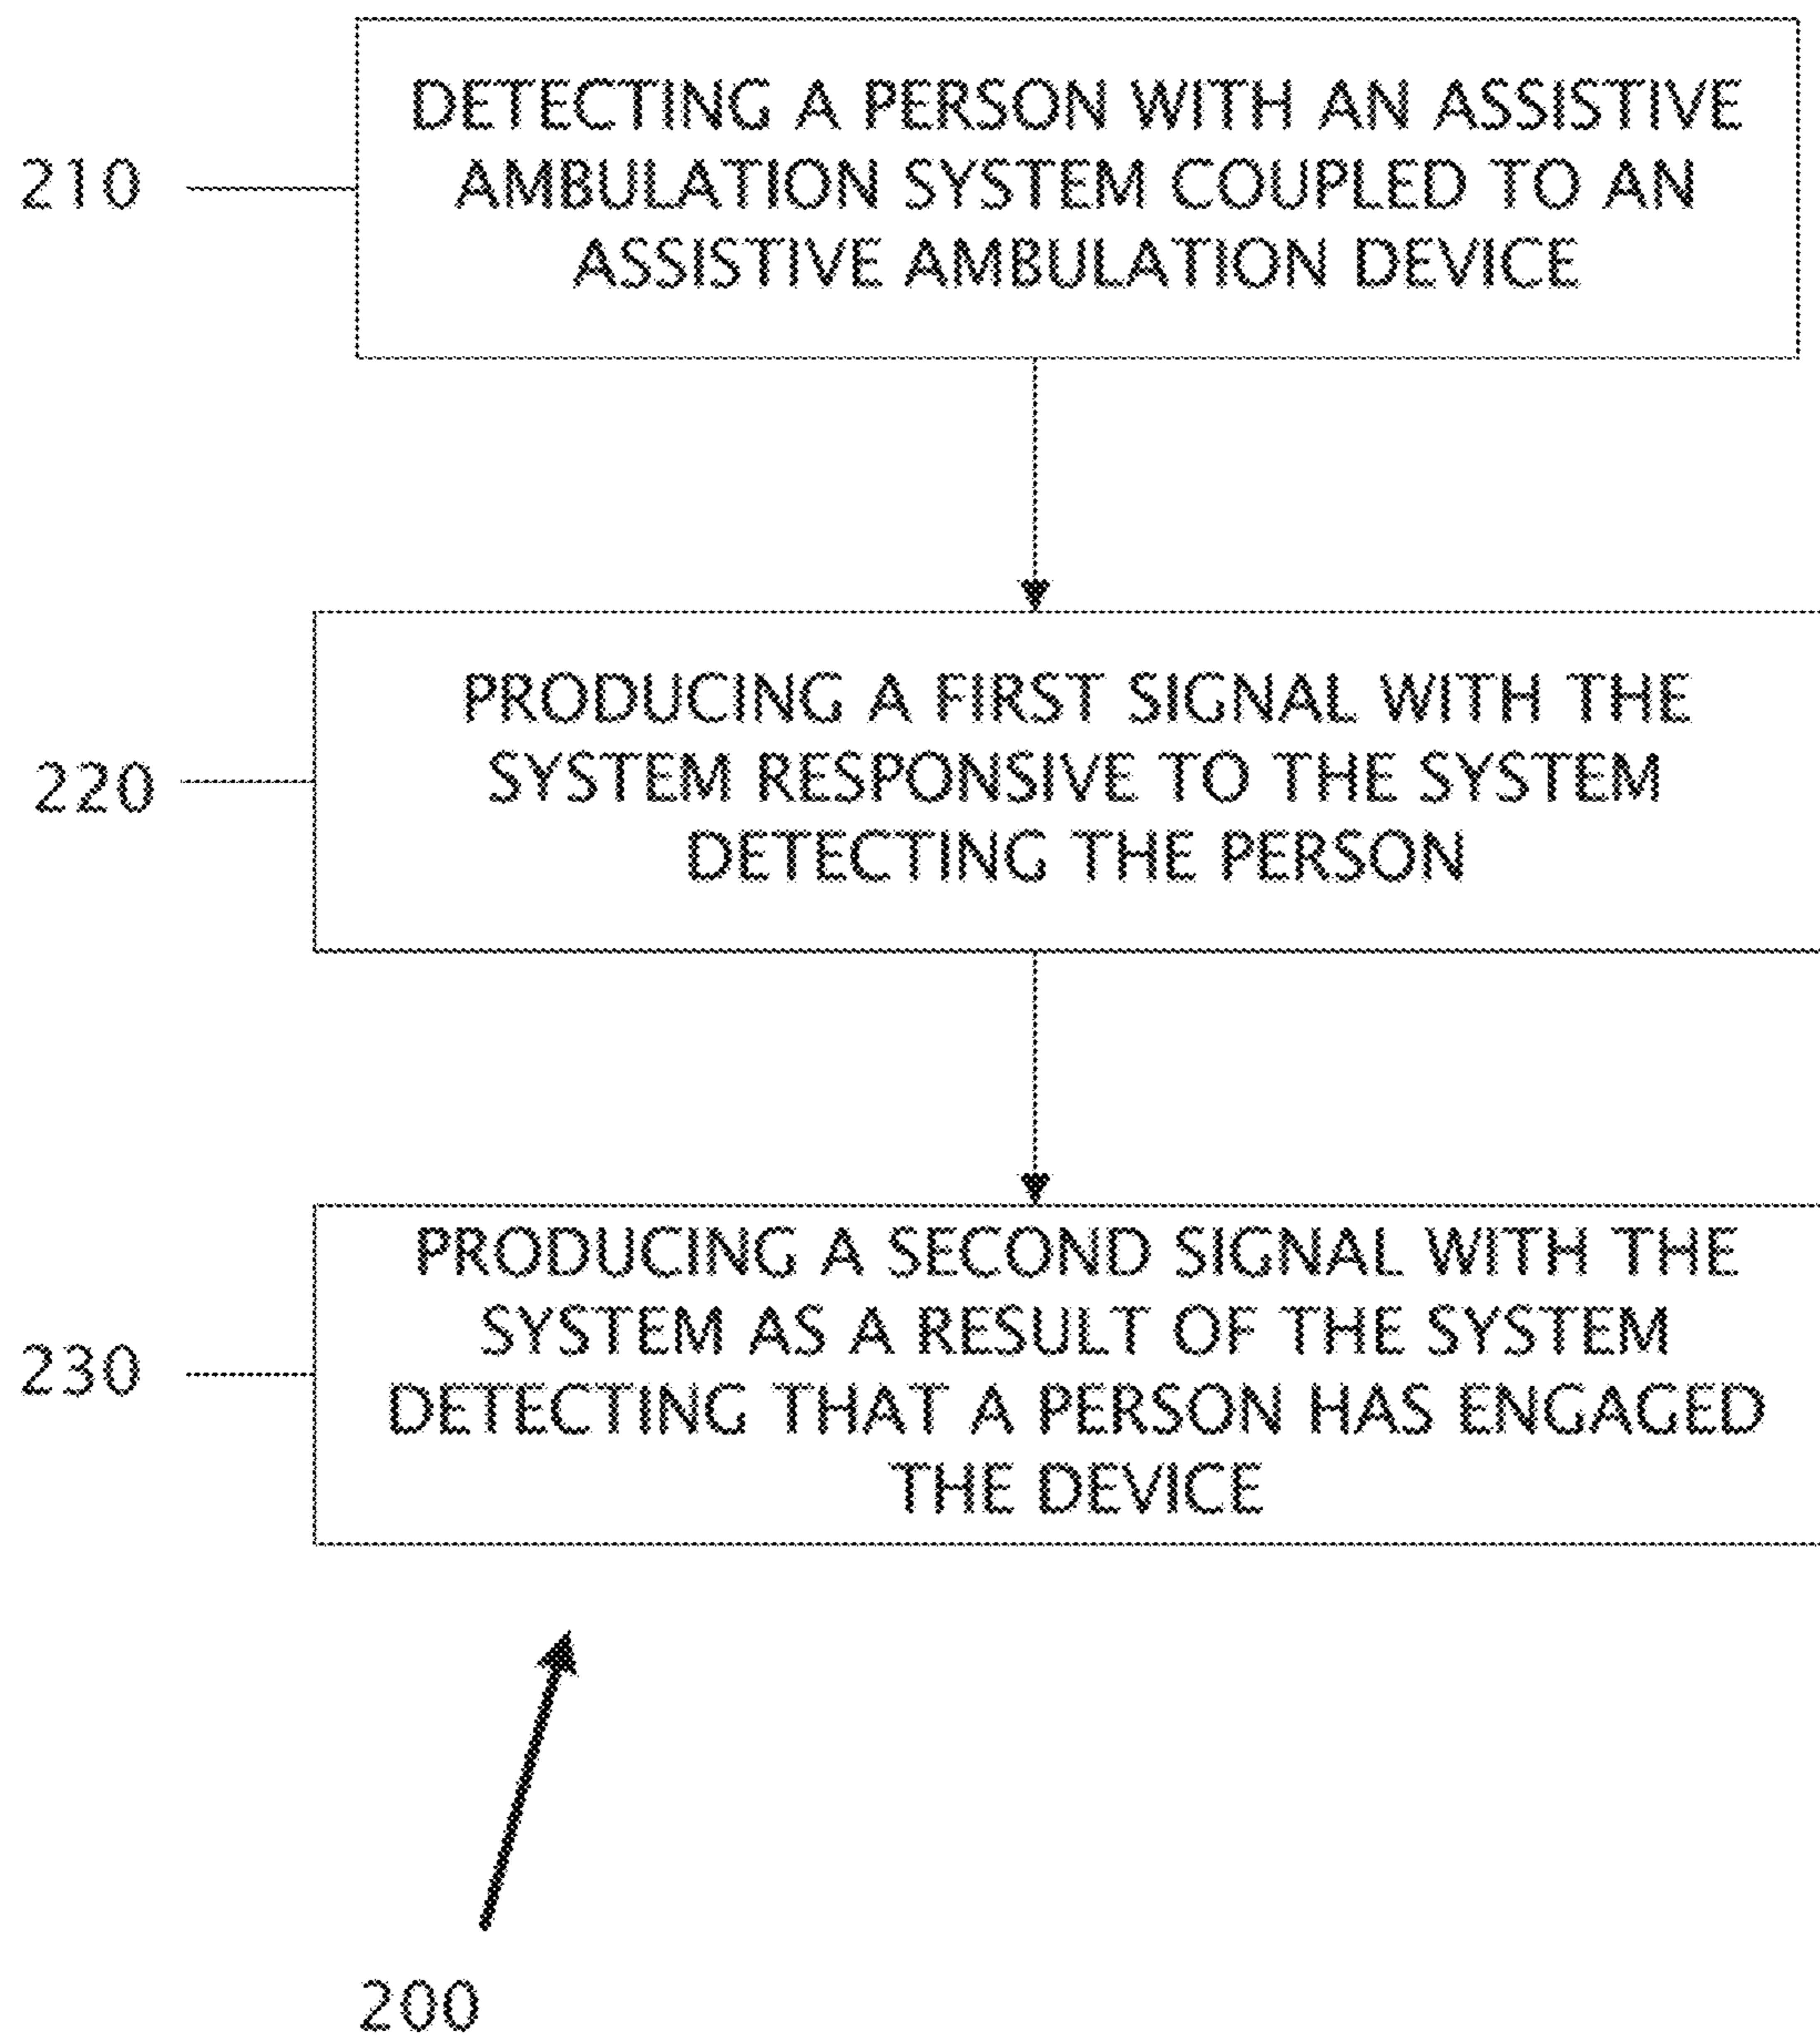 DETECTING A PERSON WITH AN ASSISTIVE
AMBULATION SYSTEM COUPLED TO AN
ASSISTIVE AMBULATION DEVICE
210
PRODUCING A FIRST SIGNAL WITH THE
SYSTEM RESPONSIVE TO THE SYSTEM
DETECTING THE PERSON
220
PRODUCING A SECOND SIGNAL WITH THE
SYSTEM AS A RESULT OF THE SYSTEM
DETECTING THAT A PERSON HAS ENGAGED
THE DEVICE
230
200